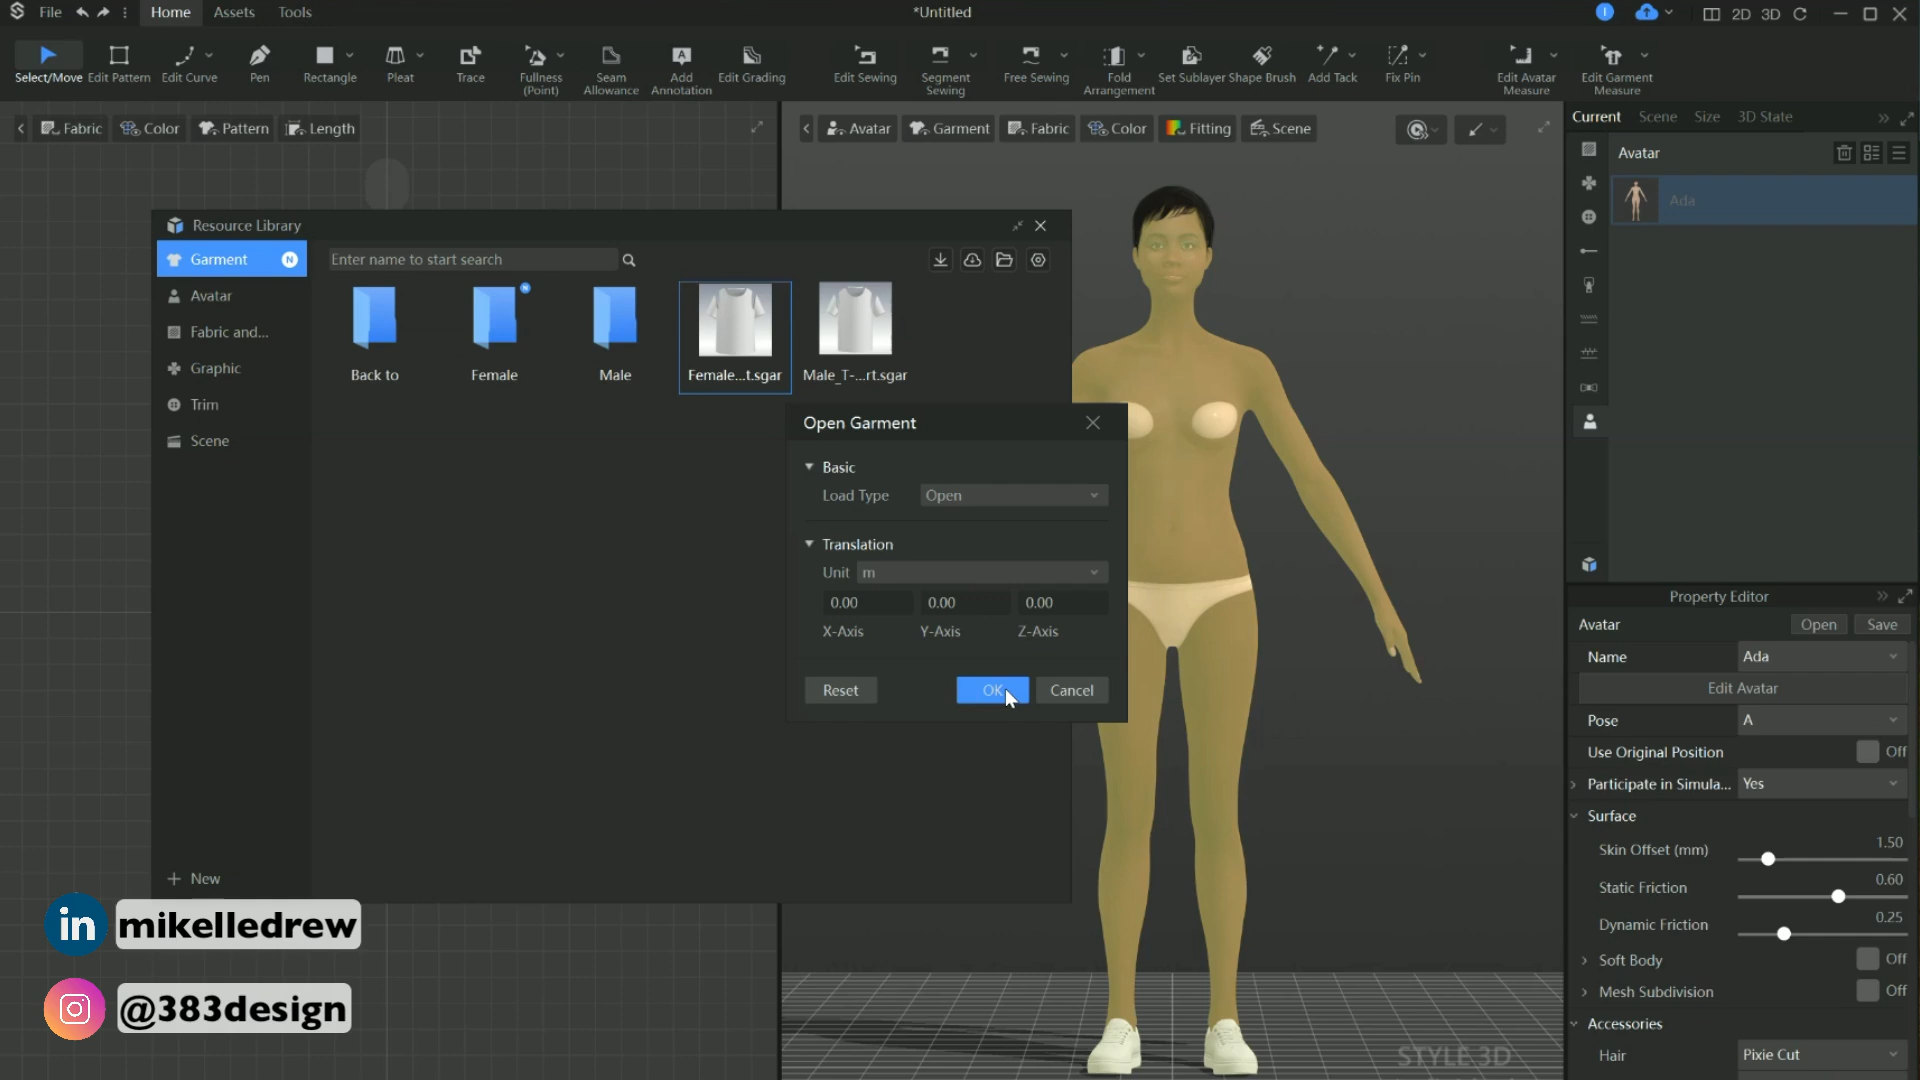 File
Home
Assets
Tools
*Untitled
2D
3D
Select/Move
Edit Pattern
Edit Curve
Pen
Rectangle
Pleat
Trace
Fullness
(Point)
Seam
Allowance
Add
Annotation
Edit Grading
Edit Sewing
Segment
Sewing
Free Sewing
Fold
Arrangement
Set Sublayer
Shape Brush
Add Tack
Fix Pin
Edit Avatar
Measure
Edit Garment
Measure
Fabric
Color
Pattern
Length
Avatar
Garment
Fabric
Color
Fitting
Scene
Current
Scene
Size
3D State
Avatar
Ada
Resource Library
Garment
N
Avatar
Fabric and...
Graphic
Trim
Scene
New
Enter name to start search
Back to
Female
Male
Female...t.sgar
Male_T-...rt.sgar
Open Garment
Basic
Load Type
Open
Translation
Unit
m
0.00
0.00
0.00
X-Axis
Y-Axis
Z-Axis
Reset
OK
Cancel
Property Editor
Avatar
Open
Save
Name
Ada
Edit Avatar
Pose
A
Use Original Position
Off
Participate in Simula...
Yes
Surface
Skin Offset (mm)
1.50
Static Friction
0.60
Dynamic Friction
0.25
Soft Body
Off
Mesh Subdivision
Off
Accessories
Hair
Pixie Cut
in
mikelledrew
@383design
STYLE 3D